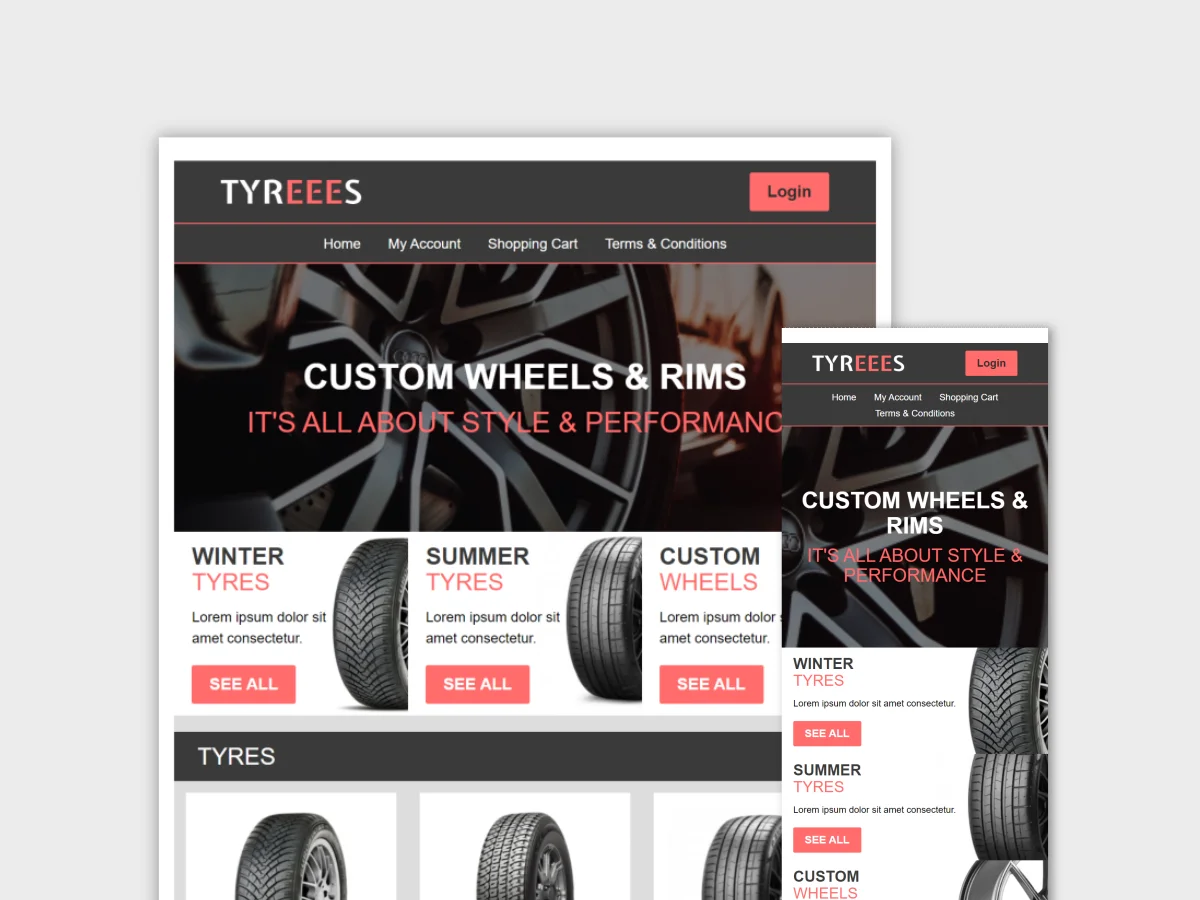 TYREEES
Login
Home My Account Shopping Cart Terms & Conditions
CUSTOM WHEELS & RIMS
IT'S ALL ABOUT STYLE & PERFORMANC
WINTER
TYRES
Lorem ipsum dolor sit
amet consectetur.
SEE ALL
SUMMER
TYRES
Lorem ipsum dolor sit
amet consectetur.
SEE ALL
CUSTOM
WHEELS
Lorem ipsum dolor
amet consectetur.
SEE ALL
TYRES
TYREEES
Login
Home My Account Shopping Cart
Terms & Conditions
CUSTOM WHEELS &
RIMS
IT'S ALL ABOUT STYLE &
PERFORMANCE
WINTER
TYRES
Lorem ipsum dolor sit amet consectetur.
SEE ALL
SUMMER
TYRES
Lorem ipsum dolor sit amet consectetur.
SEE ALL
CUSTOM
WHEELS